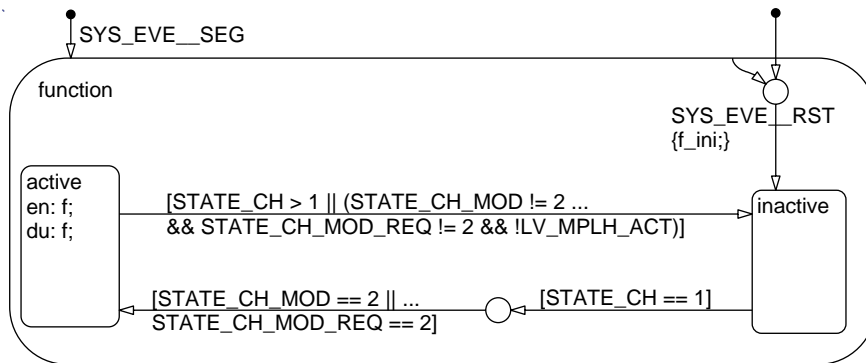 SYS_EVE__SEG
function
SYS_EVE__RST
{f_ini;}
active
en: f;
du: f;
[STATE_CH > 1 || (STATE_CH_MOD != 2 ...
&& STATE_CH_MOD_REQ != 2 && !LV_MPLH_ACT)]
inactive
[STATE_CH_MOD == 2 || ...
STATE_CH_MOD_REQ == 2]
[STATE_CH == 1]